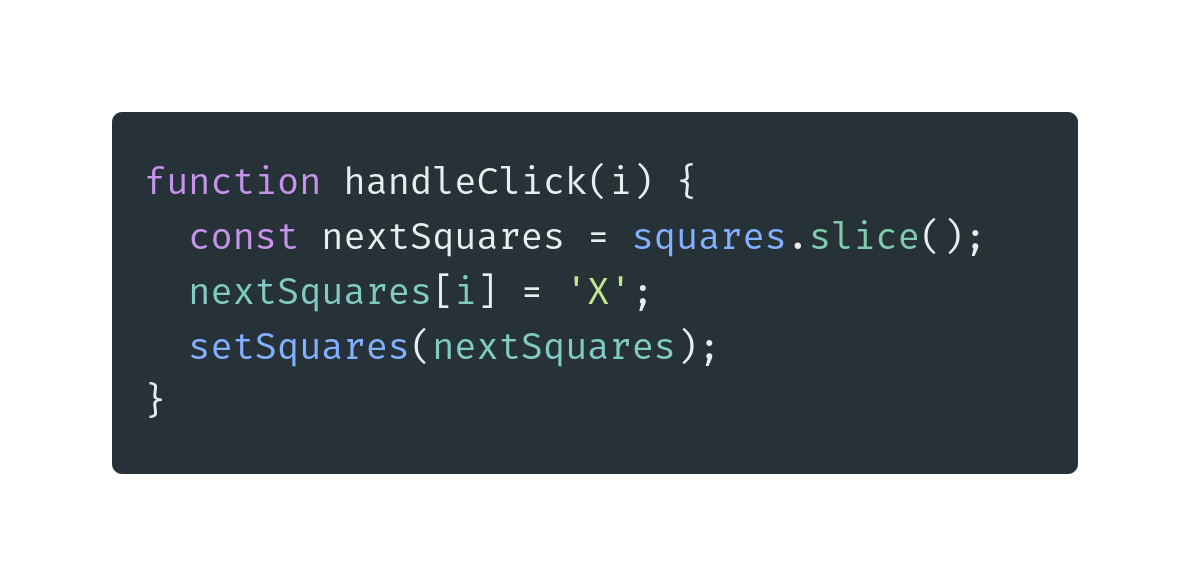 function handleClick(i) {
  const nextSquares = squares.slice();
  nextSquares[i] = 'X';
  setSquares(nextSquares);
}